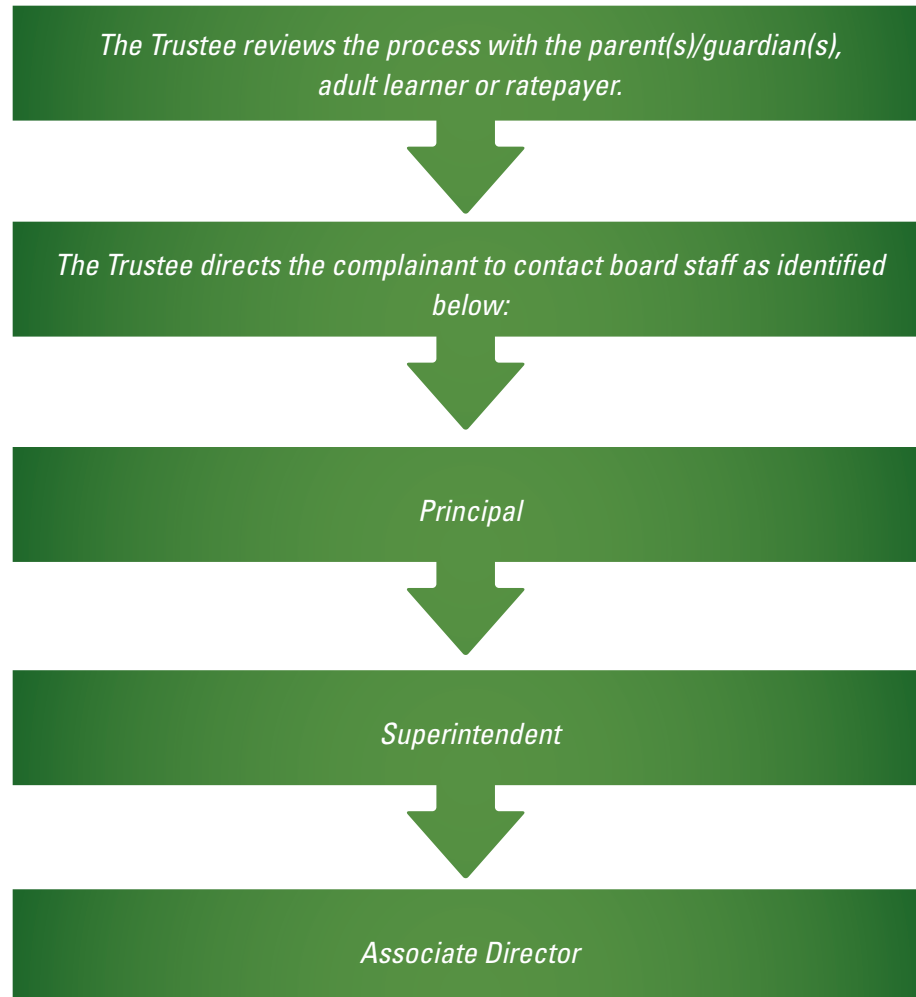 The Trustee reviews the process with the parent(s)/guardian(s),
adult learner or ratepayer.
The Trustee directs the complainant to contact board staff as identified
below:
Principal
Superintendent
Associate Director